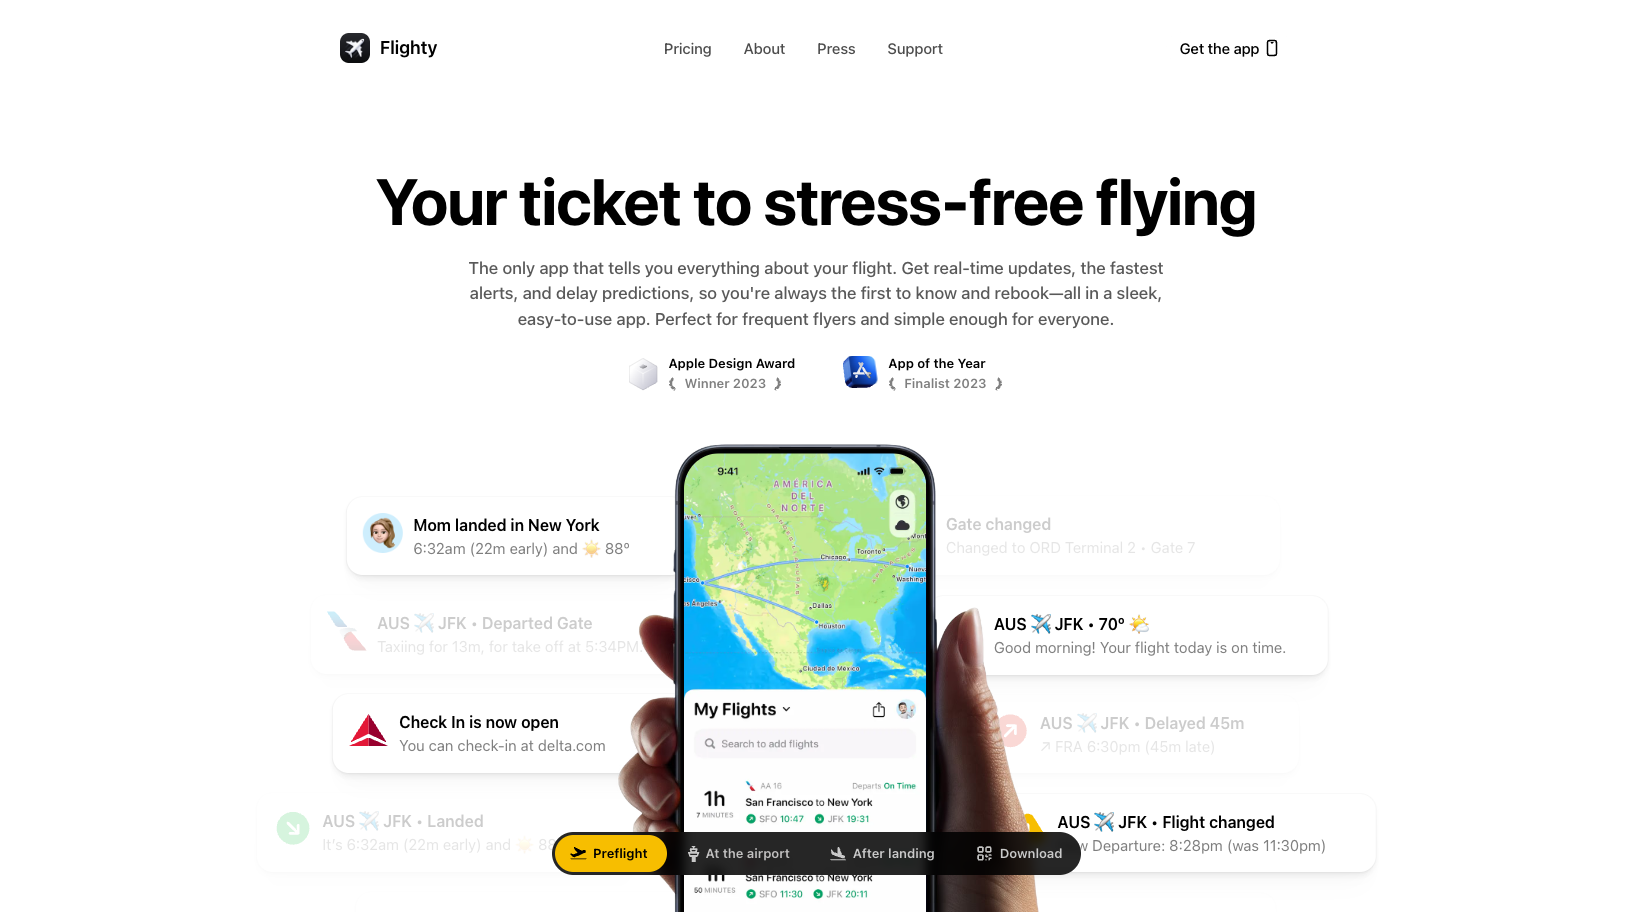 Flighty
Pricing
About
Press
Support
Get the app
Your ticket to stress-free flying
The only app that tells you everything about your flight. Get real-time updates, the fastest
alerts, and delay predictions, so you're always the first to know and rebook—all in a sleek,
easy-to-use app. Perfect for frequent flyers and simple enough for everyone.
Apple Design Award
Winner 2023
App of the Year
Finalist 2023
Mom landed in New York
6:32am (22m early) and ☀️ 88°
AUS ✈️ JFK • Departed Gate
Taxiing for 13m, for take off at 5:34PM.
Check In is now open
You can check-in at delta.com
AUS ✈️ JFK • Landed
It's 6:32am (22m early) and ☀️
9:41
AMERICA
DEL
NORTE
Toronto
Chicago
Dallas
Houston
Ciudad de México
My Flights
Search to add flights
AA 16
Departs On Time
1h
7 MINUTES
San Francisco to New York
SFO 10:47
JFK 19:31
50 MINUTES
San Francisco to New York
SFO 11:30
JFK 20:11
Gate changed
Changed to ORD Terminal 2 • Gate 7
AUS ✈️ JFK • 70° 🌤️
Good morning! Your flight today is on time.
AUS ✈️ JFK • Delayed 45m
↗ FRA 6:30pm (45m late)
AUS ✈️ JFK • Flight changed
Departure: 8:28pm (was 11:30pm)
Preflight
At the airport
After landing
Download